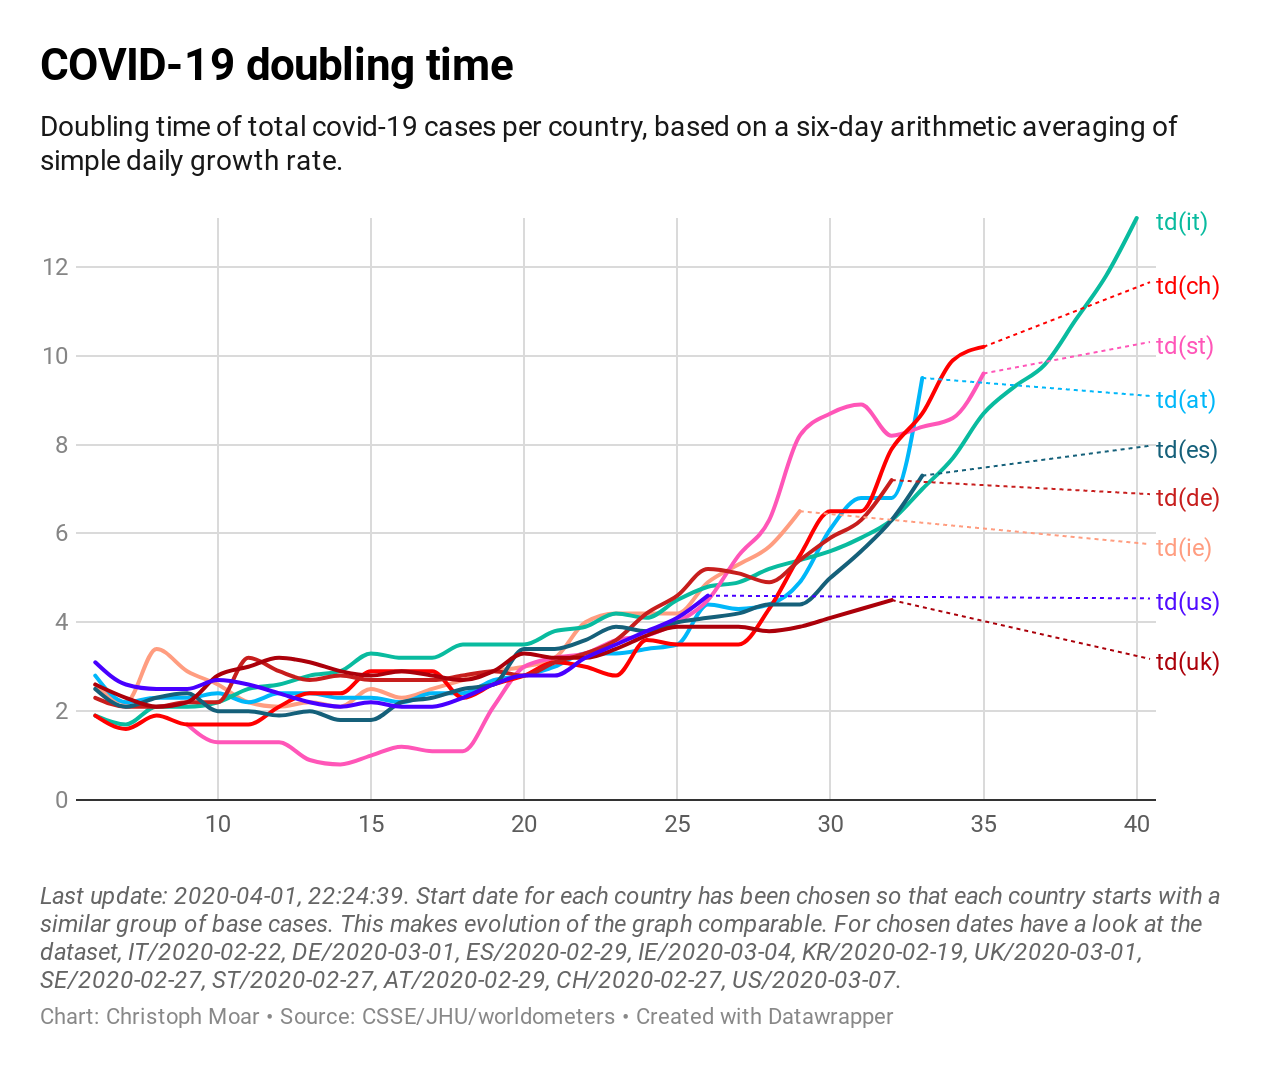 COVID-19 doubling time
Doubling time of total covid-19 cases per country, based on a six-day arithmetic averaging of
simple daily growth rate.
td(it)
12
td(ch)
10
td(st)
td(at)
8
td(es)
td(de)
6
td(ie)
td(us)
4
td(uk)
2
0
10 15 20 25 30 35 40
Last update: 2020-04-01, 22:24:39. Start date for each country has been chosen so that each country starts with a
similar group of base cases. This makes evolution of the graph comparable. For chosen dates have a look at the
dataset, IT/2020-02-22, DE/2020-03-01, ES/2020-02-29, IE/2020-03-04, KR/2020-02-19, UK/2020-03-01,
SE/2020-02-27, ST/2020-02-27, AT/2020-02-29, CH/2020-02-27, US/2020-03-07.
Chart: Christoph Moar • Source: CSSE/JHU/worldometers • Created with Datawrapper